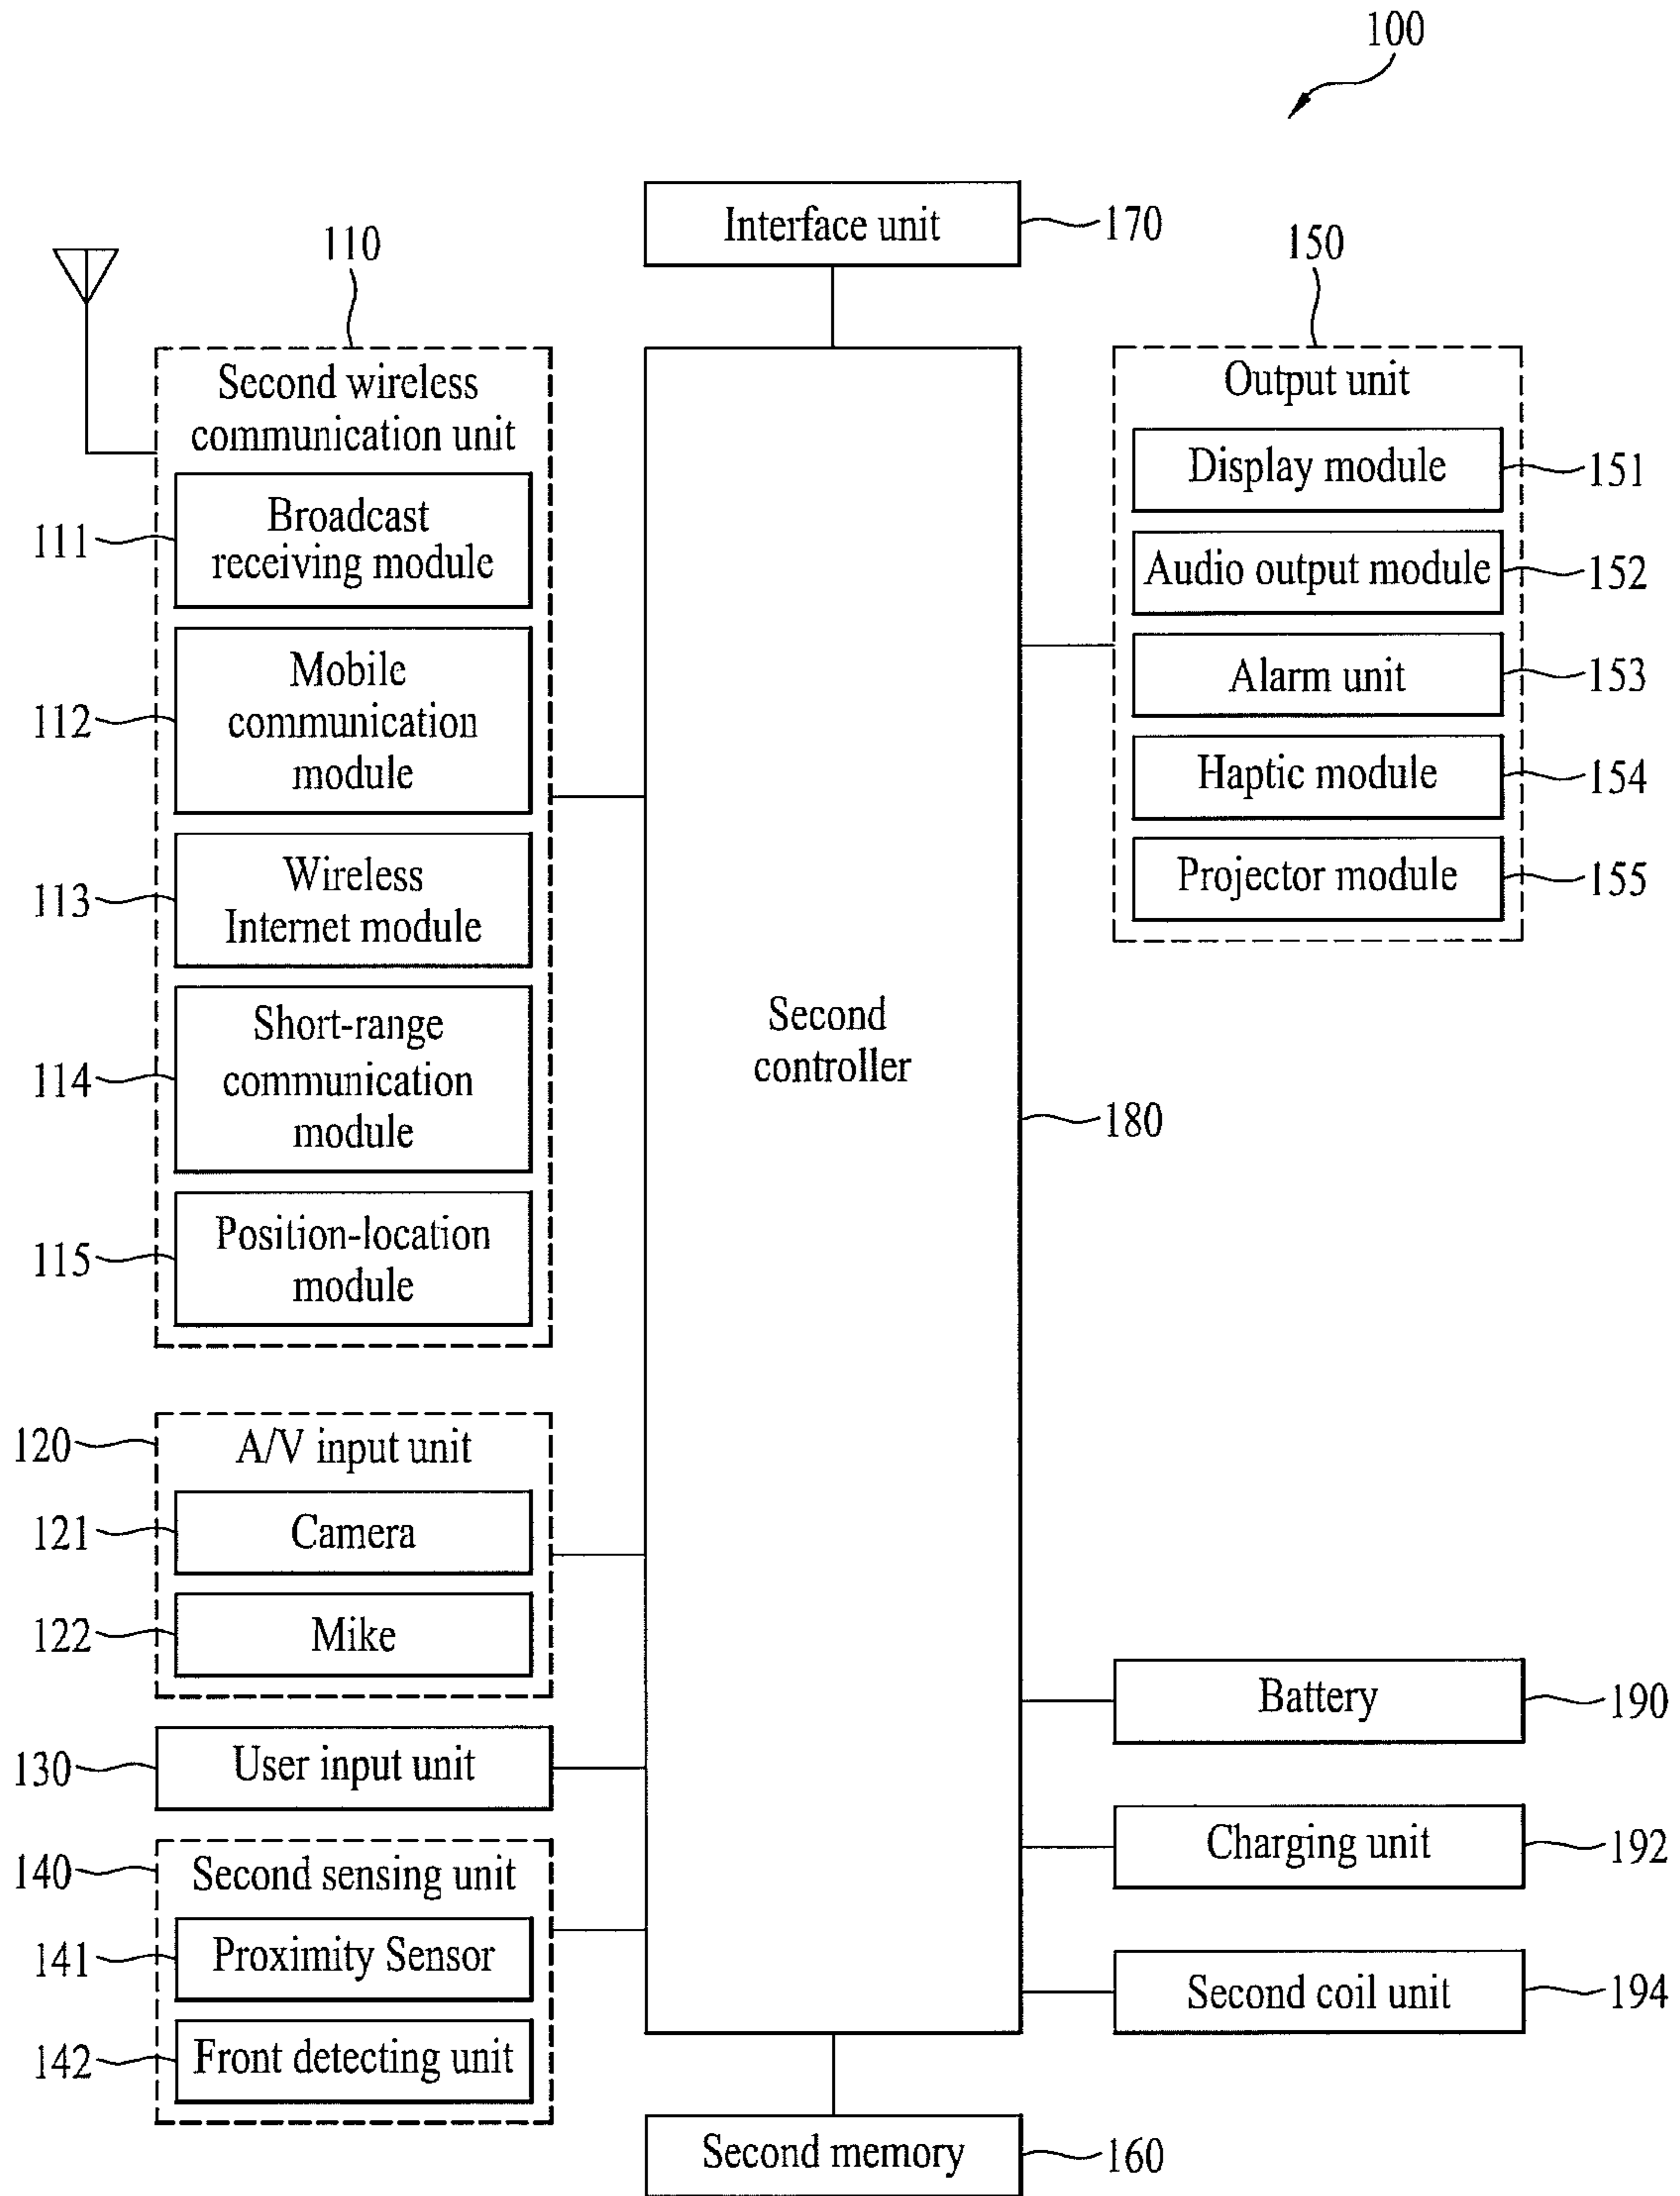 100
Interface unit
170
110
150
Second wireless
communication unit
Broadcast
receiving module
111
Mobile
communication
module
112
Wireless
Internet module
113
Short-range
communication
module
114
Position-location
module
115
Output unit
Display module
151
Audio output module
152
Alarm unit
153
Haptic module
154
Projector module
155
Second
controller
180
120
A/V input unit
121
Camera
122
Mike
130
User input unit
140
Second sensing unit
141
Proximity Sensor
142
Front detecting unit
Battery
190
Charging unit
192
Second coil unit
194
Second memory
160